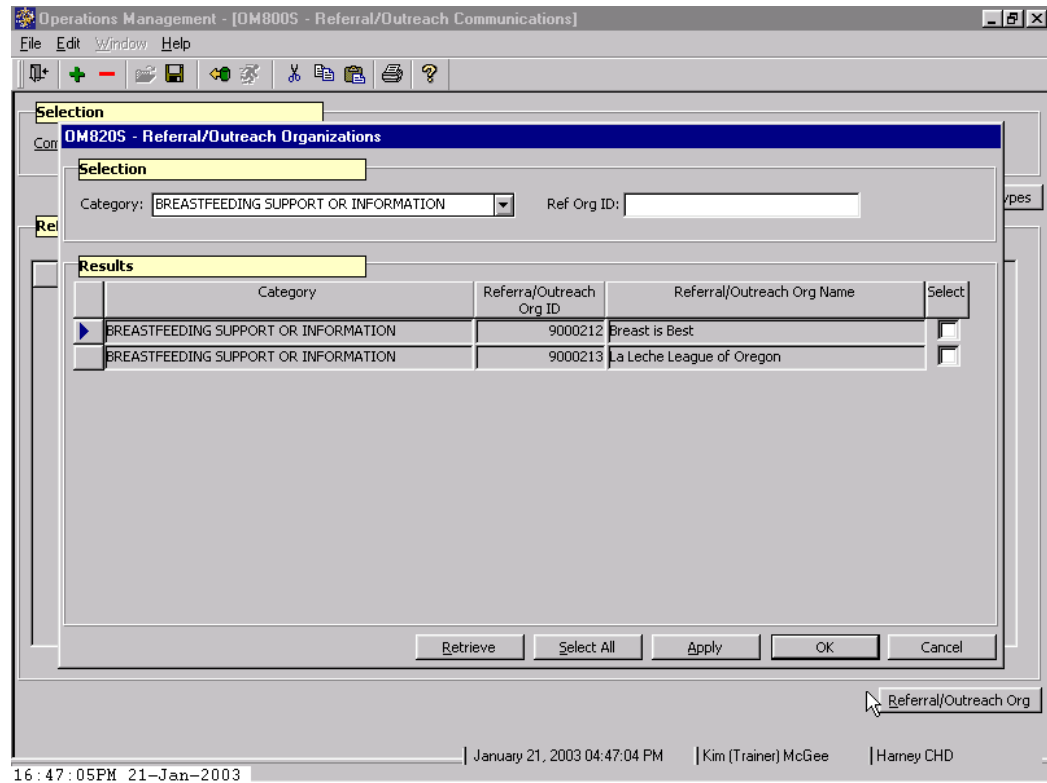 Operations Management - [OM800S - Referral/Outreach Communications]
File Edit Window Help
Selection
Com
OM820S - Referral/Outreach Organizations
Selection
Category: BREASTFEEDING SUPPORT OR INFORMATION Ref Org ID:
ypes
Re
Results
Category Referra/Outreach Org ID Referral/Outreach Org Name Select
BREASTFEEDING SUPPORT OR INFORMATION 9000212 Breast is Best
BREASTFEEDING SUPPORT OR INFORMATION 9000213 La Leche League of Oregon
Retrieve Select All Apply OK Cancel
Referral/Outreach Org
January 21, 2003 04:47:04 PM Kim (Trainer) McGee Harney CHD
16:47:05PM 21-Jan-2003